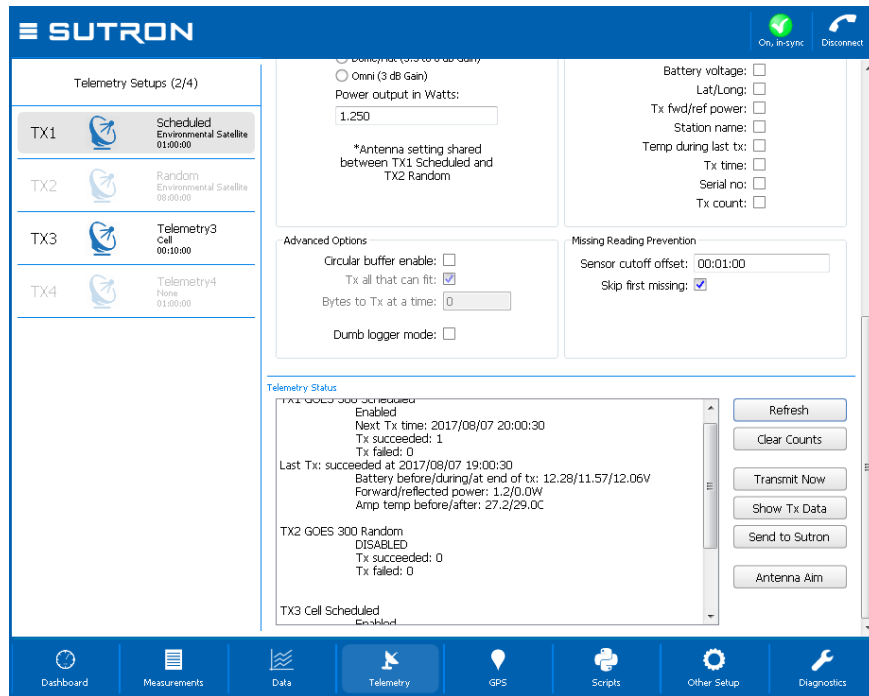 SUTRON
On, in-sync
Disconnect
Telemetry Setups (2/4)
TX1
Scheduled
Environmental Satellite
01:00:00
TX2
Random
Environmental Satellite
08:00:00
TX3
Telemetry3
Cell
00:10:00
TX4
Telemetry4
None
01:00:00
Omni (3 dB Gain)
Power output in Watts:
1.250
*Antenna setting shared
between TX1 Scheduled and
TX2 Random
Battery voltage:
Lat/Long:
Tx fwd/ref power:
Station name:
Temp during last tx:
Tx time:
Serial no:
Tx count:
Advanced Options
Circular buffer enable:
Tx all that can fit:
Bytes to Tx at a time: 0
Dumb logger mode:
Missing Reading Prevention
Sensor cutoff offset: 00:01:00
Skip first missing:
Telemetry Status
TX1 GOES 300 Scheduled
Enabled
Next Tx time: 2017/08/07 20:00:30
Tx succeeded: 1
Tx failed: 0
Last Tx: succeeded at 2017/08/07 19:00:30
Battery before/during/at end of tx: 12.28/11.57/12.06V
Forward/reflected power: 1.2/0.0W
Amp temp before/after: 27.2/29.0C
TX2 GOES 300 Random
DISABLED
Tx succeeded: 0
Tx failed: 0
TX3 Cell Scheduled
Enabled
Refresh
Clear Counts
Transmit Now
Show Tx Data
Send to Sutron
Antenna Aim
Dashboard
Measurements
Data
Telemetry
GPS
Scripts
Other Setup
Diagnostics